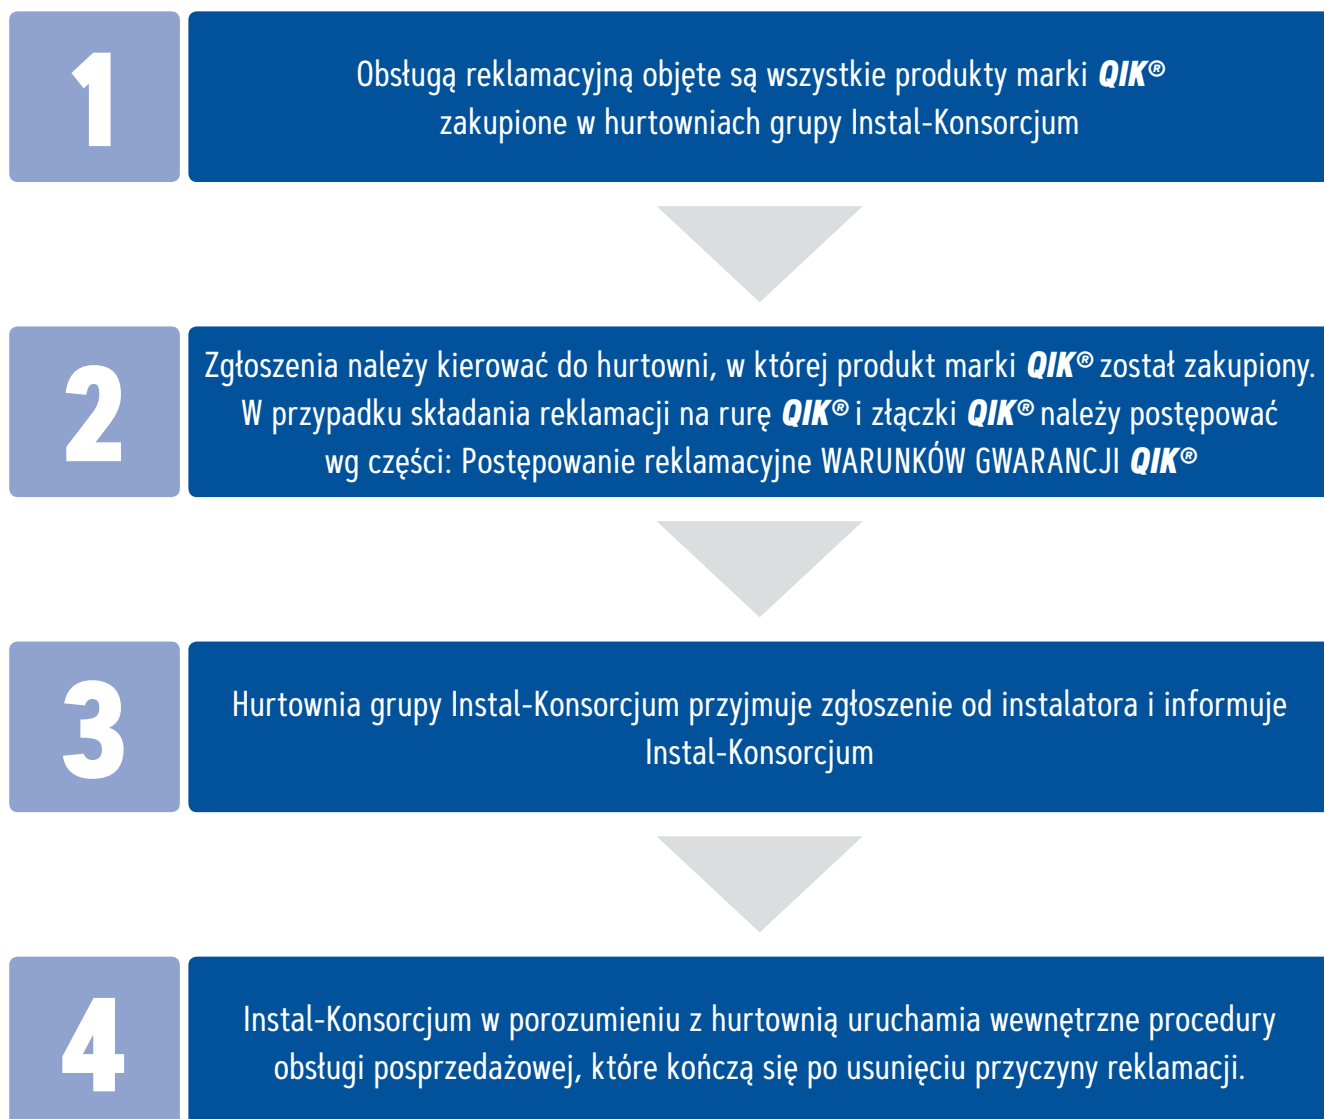 1
Obsługą reklamacyjną objęte są wszystkie produkty marki QIK®
zakupione w hurtowniach grupy Instal-Konsorcjum
2
Zgłoszenia należy kierować do hurtowni, w której produkt marki QIK® został zakupiony.
W przypadku składania reklamacji na rurę QIK® i złączki QIK® należy postępować
wg części: Postępowanie reklamacyjne WARUNKÓW GWARANCJI QIK®
3
Hurtownia grupy Instal-Konsorcjum przyjmuje zgłoszenie od instalatora i informuje
Instal-Konsorcjum
4
Instal-Konsorcjum w porozumieniu z hurtownią uruchamia wewnętrzne procedury
obsługi posprzedażowej, które kończą się po usunięciu przyczyny reklamacji.